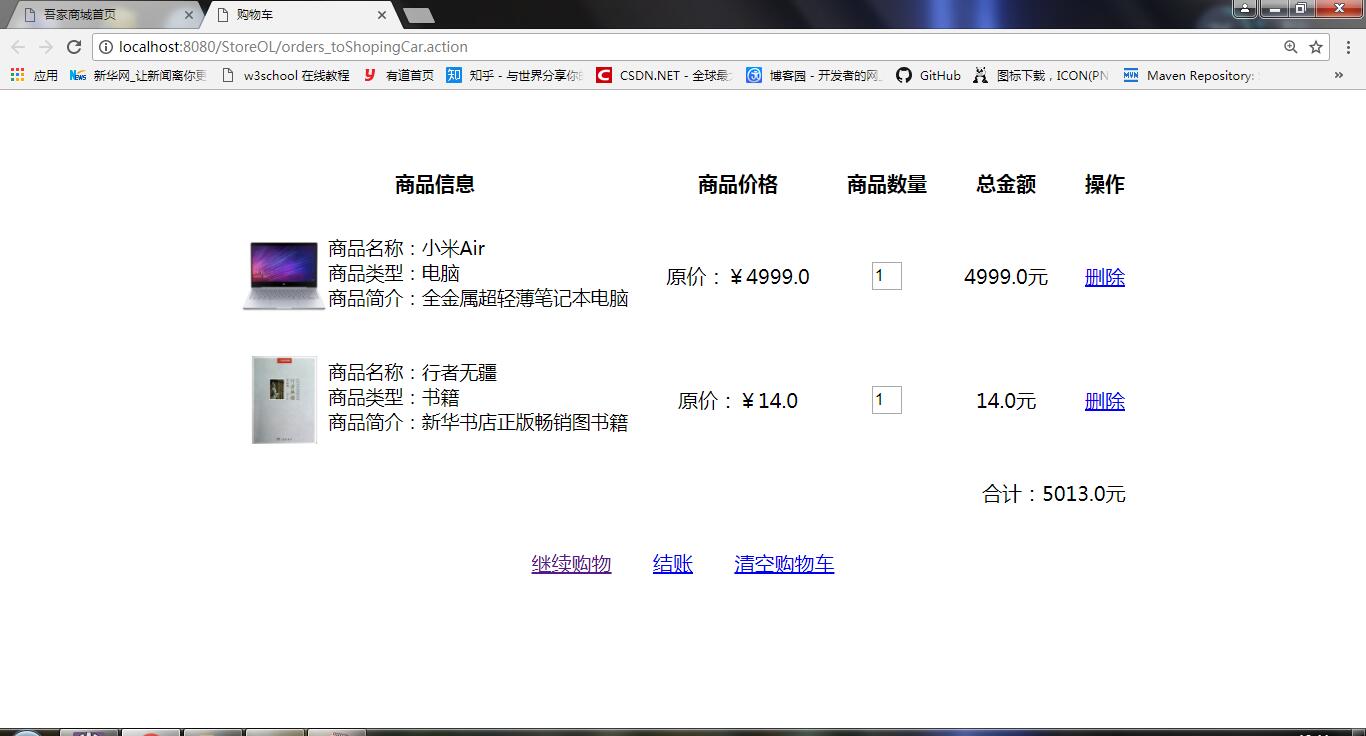 吾家商城首页
购物车
localhost:8080/StoreOL/orders_toShopingCar.action
应用 新华网_让新闻离你更 w3school 在线教程 有道首页 知 知乎 - 与世界分享你 CSDN.NET - 全球最 博客园 - 开发者的网 GitHub 图标下载，ICON(PN Maven Repository: »
商品信息 商品价格 商品数量 总金额 操作
商品名称：小米Air
商品类型：电脑
商品简介：全金属超轻薄笔记本电脑
原价：￥4999.0 1 4999.0元 删除
商品名称：行者无疆
商品类型：书籍
商品简介：新华书店正版畅销图书籍
原价：￥14.0 1 14.0元 删除
合计：5013.0元
继续购物 结账 清空购物车